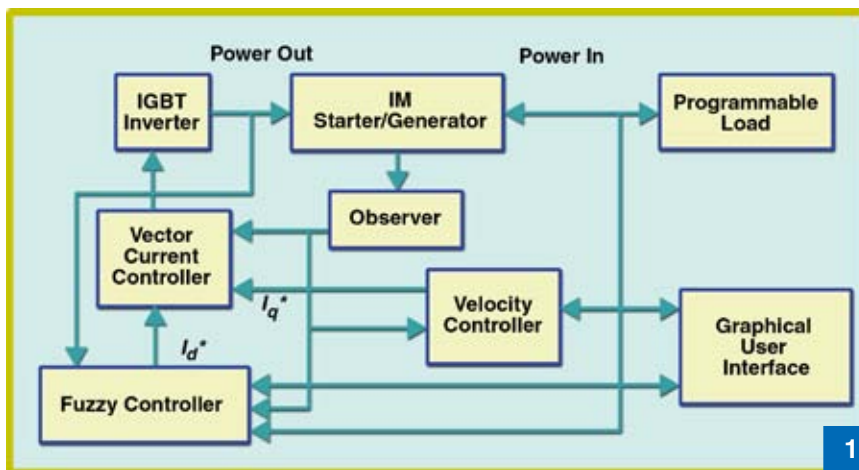 Power Out
Power In
IGBT
Inverter
IM
Starter/Generator
Programmable
Load
Observer
Vector
Current
Controller
Velocity
Controller
Iq*
Graphical
User
Interface
Id*
Fuzzy Controller
1